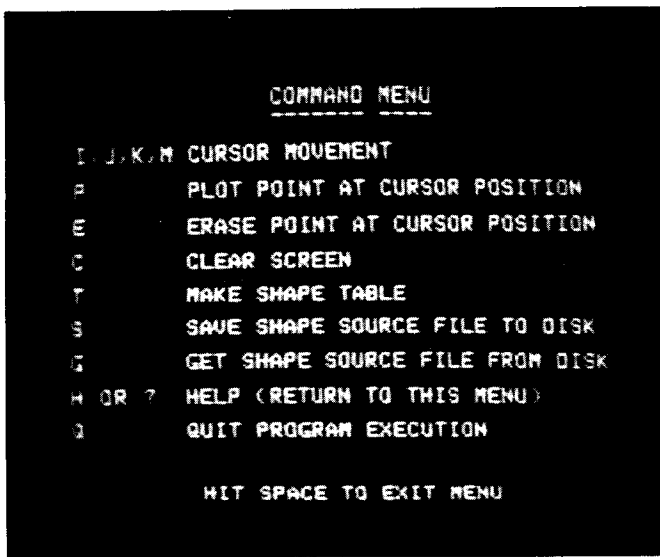 COMMAND MENU
I,J,K,M CURSOR MOVEMENT
P PLOT POINT AT CURSOR POSITION
E ERASE POINT AT CURSOR POSITION
C CLEAR SCREEN
T MAKE SHAPE TABLE
S SAVE SHAPE SOURCE FILE TO DISK
G GET SHAPE SOURCE FILE FROM DISK
H OR ? HELP (RETURN TO THIS MENU)
Q QUIT PROGRAM EXECUTION
HIT SPACE TO EXIT MENU